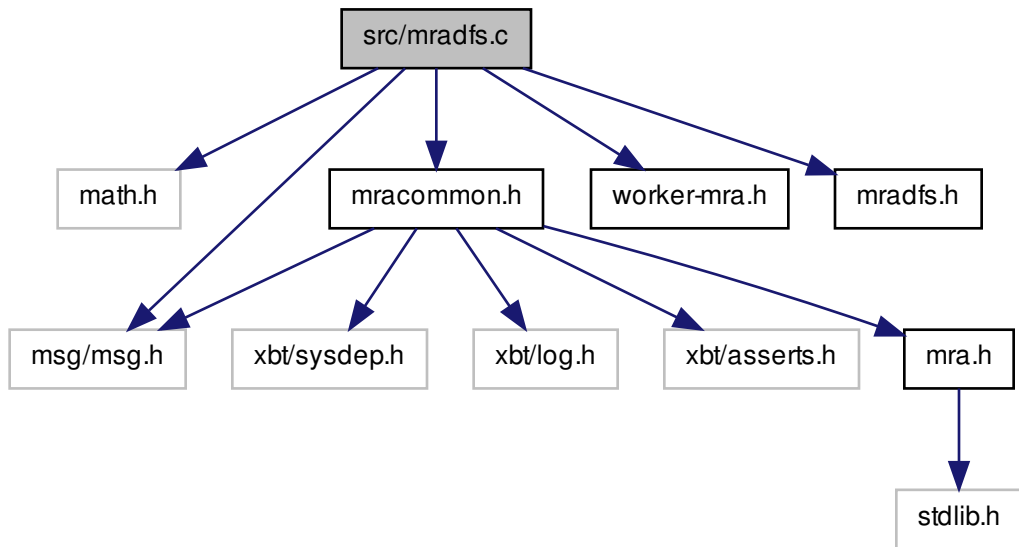 src/mradfs.c
math.h
mracommon.h
worker-mra.h
mradfs.h
msg/msg.h
xbt/sysdep.h
xbt/log.h
xbt/asserts.h
mra.h
stdlib.h